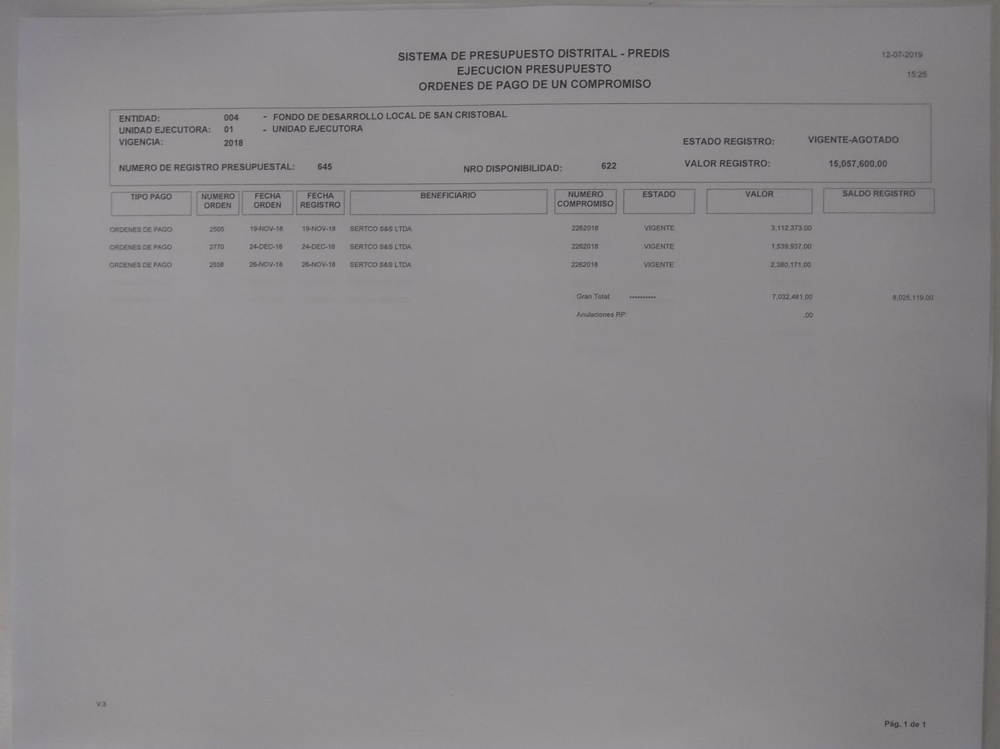 SISTEMA DE PRESUPUESTO DISTRITAL - PREDIS 12-07-2019
EJECUCION PRESUPUESTO 15:25
ORDENES DE PAGO DE UN COMPROMISO
ENTIDAD: 004 - FONDO DE DESARROLLO LOCAL DE SAN CRISTOBAL
UNIDAD EJECUTORA: 01 - UNIDAD EJECUTORA
VIGENCIA: 2018 ESTADO REGISTRO: VIGENTE-AGOTADO
NUMERO DE REGISTRO PRESUPUESTAL: 645 NRO DISPONIBILIDAD: 622 VALOR REGISTRO: 15,057,600.00
TIPO PAGO NUMERO ORDEN FECHA ORDEN FECHA REGISTRO BENEFICIARIO NUMERO COMPROMISO ESTADO VALOR SALDO REGISTRO
ORDENES DE PAGO 2505 19-NOV-18 19-NOV-18 SERTCO S&S LTDA 2262018 VIGENTE 3,112,373.00
ORDENES DE PAGO 2770 24-DEC-18 24-DEC-18 SERTCO S&S LTDA 2262018 VIGENTE 1,539,937.00
ORDENES DE PAGO 2538 26-NOV-18 26-NOV-18 SERTCO S&S LTDA 2262018 VIGENTE 2,380,171.00
Gran Total: ********** 7,032,481.00 8,025,119.00
Anulaciones RP: .00
V.3
Pág. 1 de 1